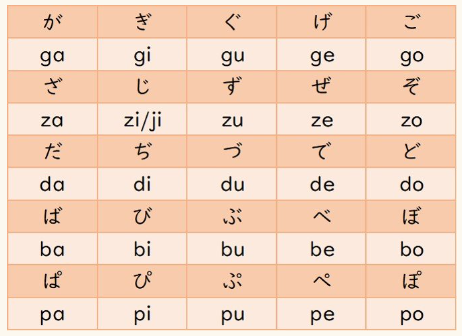 が ぎ ぐ げ ご
ga gi gu ge go
ざ じ ず ぜ ぞ
za zi/ji zu ze zo
だ ぢ づ で ど
da di du de do
ば び ぶ べ ぼ
ba bi bu be bo
ぱ ぴ ぷ ぺ ぽ
pa pi pu pe po